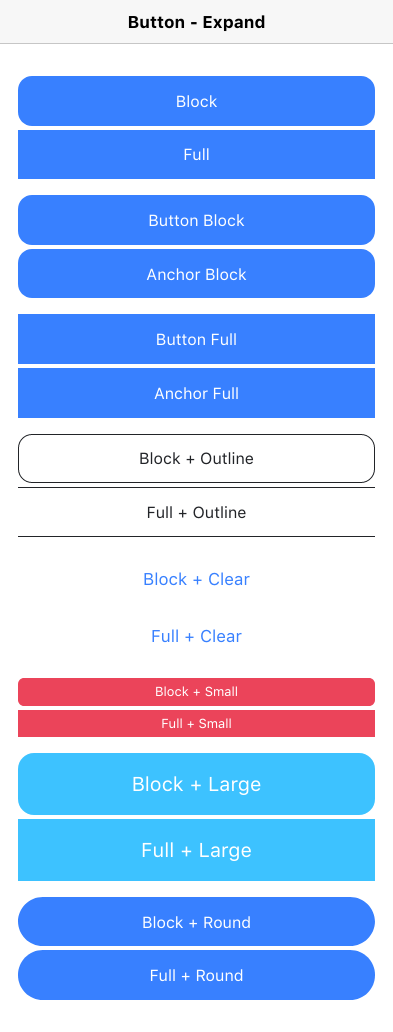 Button - Expand
Block
Full
Button Block
Anchor Block
Button Full
Anchor Full
Block + Outline
Full + Outline
Block + Clear
Full + Clear
Block + Small
Full + Small
Block + Large
Full + Large
Block + Round
Full + Round